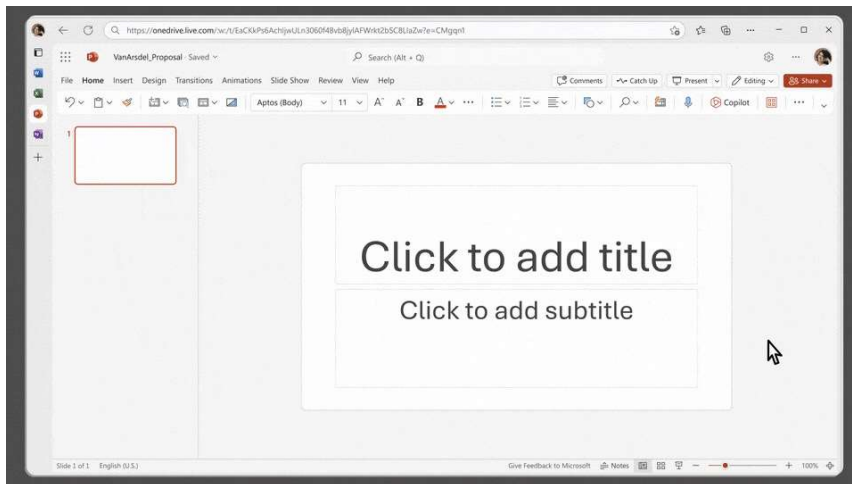 https://onedrive.live.com/:w:/t/EaCKkPs6AchIjwULn3060f48vb8jylAFWrkt2bSC8LlaZw?e=CMgqn1
VanArsdel_Proposal · Saved
Search (Alt + Q)
File Home Insert Design Transitions Animations Slide Show Review View Help
Comments Catch Up Present Editing Share
Aptos (Body) 11 A A B A Copilot
1
Click to add title
Click to add subtitle
Slide 1 of 1 English (U.S.) Give Feedback to Microsoft Notes 100%